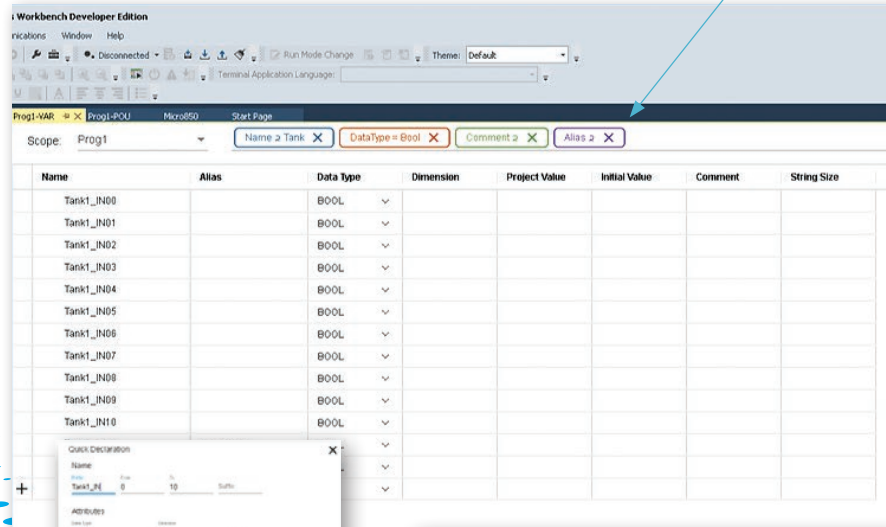 s Workbench Developer Edition
nications Window Help
Disconnected Run Mode Change Theme: Default
Terminal Application Language:
Prog1-VAR Prog1-POU Micro850 Start Page
Scope: Prog1 Name ⊇ Tank DataType = Bool Comment ⊇ Alias ⊇
Name Alias Data Type Dimension Project Value Initial Value Comment String Size
Tank1_IN00 BOOL
Tank1_IN01 BOOL
Tank1_IN02 BOOL
Tank1_IN03 BOOL
Tank1_IN04 BOOL
Tank1_IN05 BOOL
Tank1_IN06 BOOL
Tank1_IN07 BOOL
Tank1_IN08 BOOL
Tank1_IN09 BOOL
Tank1_IN10 BOOL
Quick Declaration
Name
To
Tank1_IN 0 10 Suffix
Attributes
Data Type